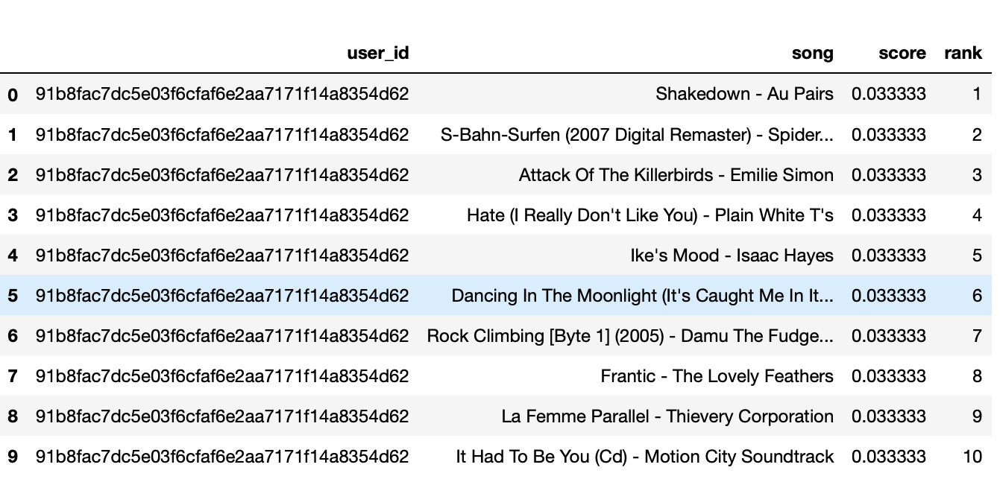 user_id song score rank
0 91b8fac7dc5e03f6cfaf6e2aa7171f14a8354d62 Shakedown - Au Pairs 0.033333 1
1 91b8fac7dc5e03f6cfaf6e2aa7171f14a8354d62 S-Bahn-Surfen (2007 Digital Remaster) - Spider... 0.033333 2
2 91b8fac7dc5e03f6cfaf6e2aa7171f14a8354d62 Attack Of The Killerbirds - Emilie Simon 0.033333 3
3 91b8fac7dc5e03f6cfaf6e2aa7171f14a8354d62 Hate (I Really Don't Like You) - Plain White T's 0.033333 4
4 91b8fac7dc5e03f6cfaf6e2aa7171f14a8354d62 Ike's Mood - Isaac Hayes 0.033333 5
5 91b8fac7dc5e03f6cfaf6e2aa7171f14a8354d62 Dancing In The Moonlight (It's Caught Me In It... 0.033333 6
6 91b8fac7dc5e03f6cfaf6e2aa7171f14a8354d62 Rock Climbing [Byte 1] (2005) - Damu The Fudge... 0.033333 7
7 91b8fac7dc5e03f6cfaf6e2aa7171f14a8354d62 Frantic - The Lovely Feathers 0.033333 8
8 91b8fac7dc5e03f6cfaf6e2aa7171f14a8354d62 La Femme Parallel - Thievery Corporation 0.033333 9
9 91b8fac7dc5e03f6cfaf6e2aa7171f14a8354d62 It Had To Be You (Cd) - Motion City Soundtrack 0.033333 10